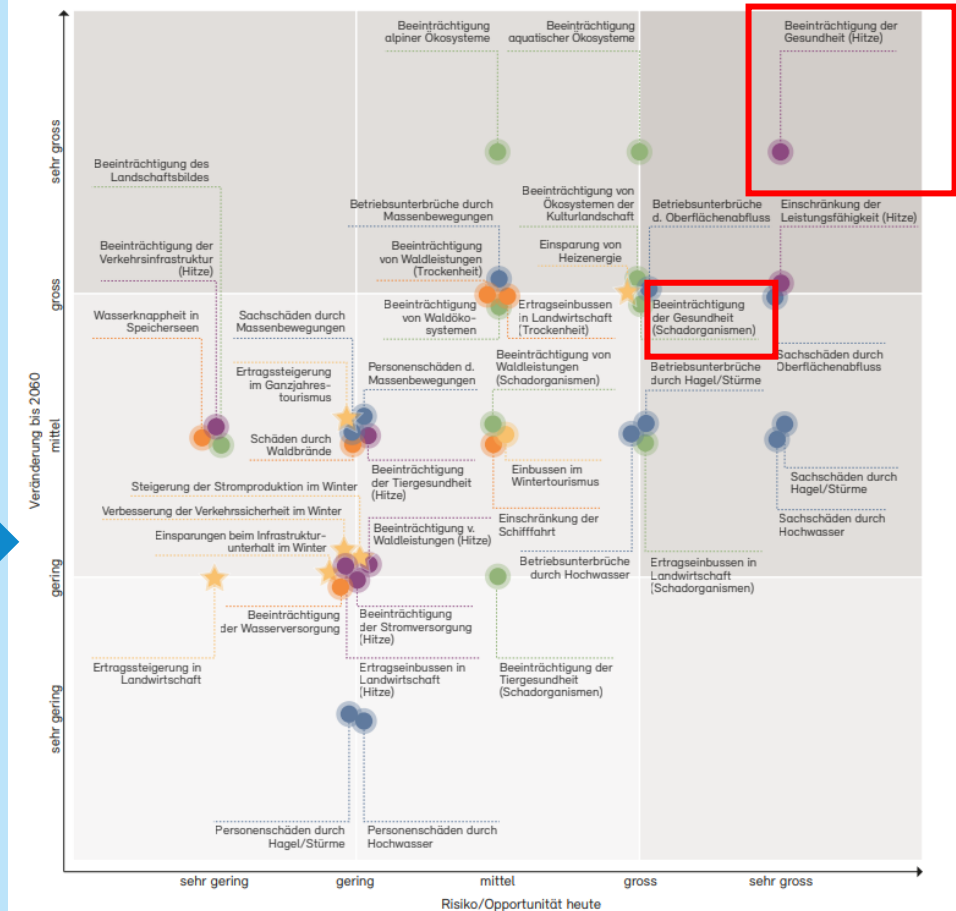 Beeinträchtigung
alpiner Ökosysteme
Beeinträchtigung
aquatischer Ökosysteme
Beeinträchtigung der
Gesundheit (Hitze)
Beeinträchtigung des
Landschaftsbildes
Betriebsunterbrüche durch
Massenbewegungen
Beeinträchtigung von
Ökosystemen der
Kulturlandschaft
Betriebsunterbrüche
d. Oberflächenabfluss
Einschränkung der
Leistungsfähigkeit (Hitze)
Beeinträchtigung der
Verkehrsinfrastruktur
(Hitze)
Beeinträchtigung
von Waldleistungen
(Trockenheit)
Einsparung von
Heizenergie
Wasserknappheit in
Speicherseen
Sachschäden durch
Massenbewegungen
Beeinträchtigung
von Waldöko-
systemen
Ertragseinbussen
in Landwirtschaft
(Trockenheit)
Beeinträchtigung
der Gesundheit
(Schadorganismen)
Ertragssteigerung
im Ganzjahres-
tourismus
Personenschäden d.
Massenbewegungen
Beeinträchtigung von
Waldleistungen
(Schadorganismen)
Betriebsunterbrüche
durch Hagel/Stürme
Sachschäden durch
Oberflächenabfluss
Schäden durch
Waldbrände
Beeinträchtigung
der Tiergesundheit
(Hitze)
Einbussen im
Wintertourismus
Sachschäden durch
Hagel/Stürme
Steigerung der Stromproduktion im Winter
Verbesserung der Verkehrssicherheit im Winter
Einsparungen beim Infrastruktur-
unterhalt im Winter
Beeinträchtigung v.
Waldleistungen (Hitze)
Einschränkung der
Schifffahrt
Sachschäden durch
Hochwasser
Betriebsunterbrüche
durch Hochwasser
Ertragseinbussen in
Landwirtschaft
(Schadorganismen)
Beeinträchtigung
der Wasserversorgung
Beeinträchtigung
der Stromversorgung
(Hitze)
Ertragssteigerung in
Landwirtschaft
Ertragseinbussen in
Landwirtschaft
(Hitze)
Beeinträchtigung der
Tiergesundheit
(Schadorganismen)
Personenschäden durch
Hagel/Stürme
Personenschäden durch
Hochwasser
Veränderung bis 2060
sehr gross
gross
mittel
gering
sehr gering
sehr gering
gering
mittel
gross
sehr gross
Risiko/Opportunität heute